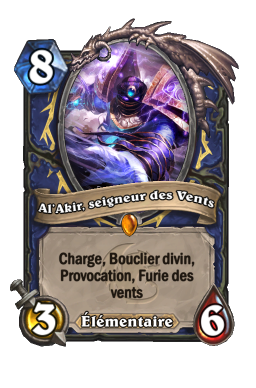 8
Al'Akir, seigneur des Vents
Charge, Bouclier divin,
Provocation, Furie des
vents
3
Élémentaire
6